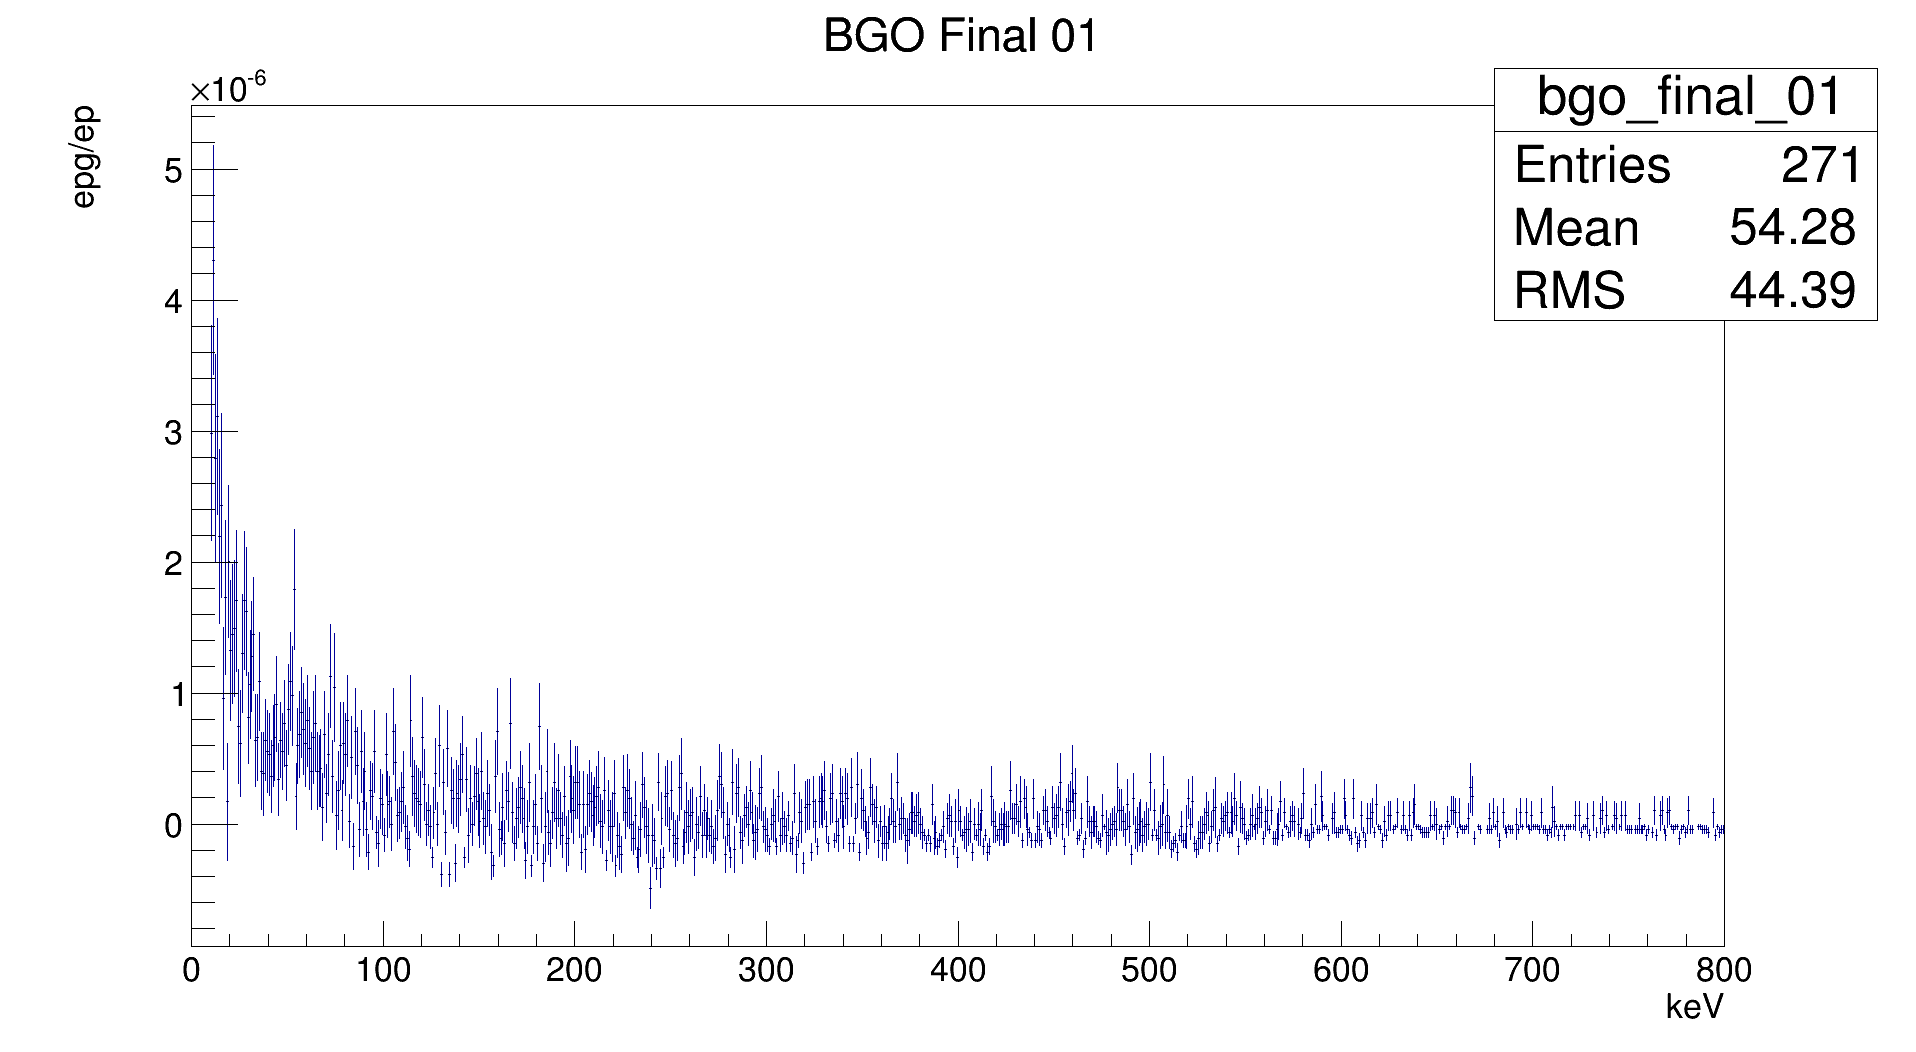 BGO Final 01
×10-6
epg/ep
bgo_final_01
Entries 271
Mean 54.28
RMS 44.39
5
4
3
2
1
0
0 100 200 300 400 500 600 700 800
keV